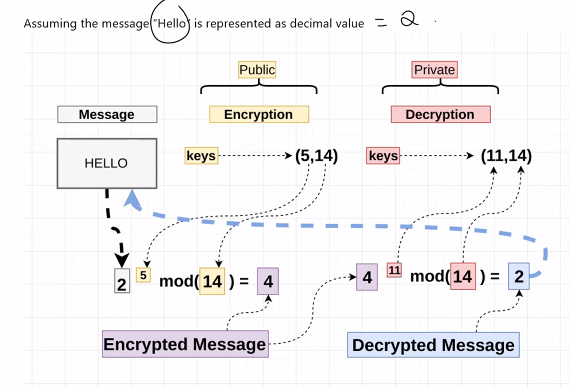 Assuming the message "Hello" is represented as decimal value = 2
Public Private
Message Encryption Decryption
HELLO keys (5,14) keys (11,14)
2 5 mod(14) = 4 4 11 mod(14) = 2
Encrypted Message Decrypted Message